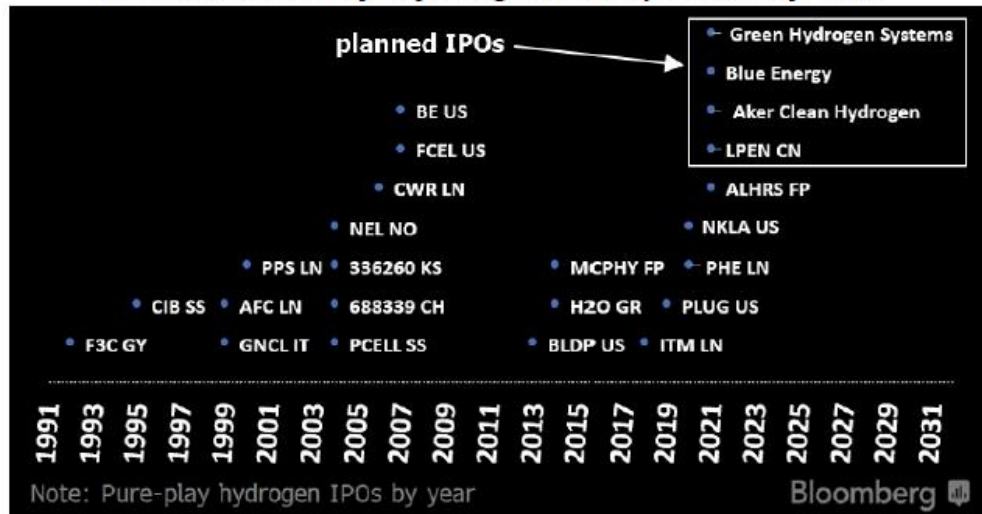 planned IPOs
Green Hydrogen Systems
Blue Energy
BE US
Aker Clean Hydrogen
FCEL US
LPEN CN
CWR LN
ALHRS FP
NEL NO
NKLA US
PPS LN
336260 KS
MCPHY FP
PHE LN
CIB SS
AFC LN
688339 CH
H2O GR
PLUG US
F3C GY
GNCL IT
PCELL SS
BLDP US
ITM LN
1991
1993
1995
1997
1999
2001
2003
2005
2007
2009
2011
2013
2015
2017
2019
2021
2023
2025
2027
2029
2031
Note: Pure-play hydrogen IPOs by year
Bloomberg